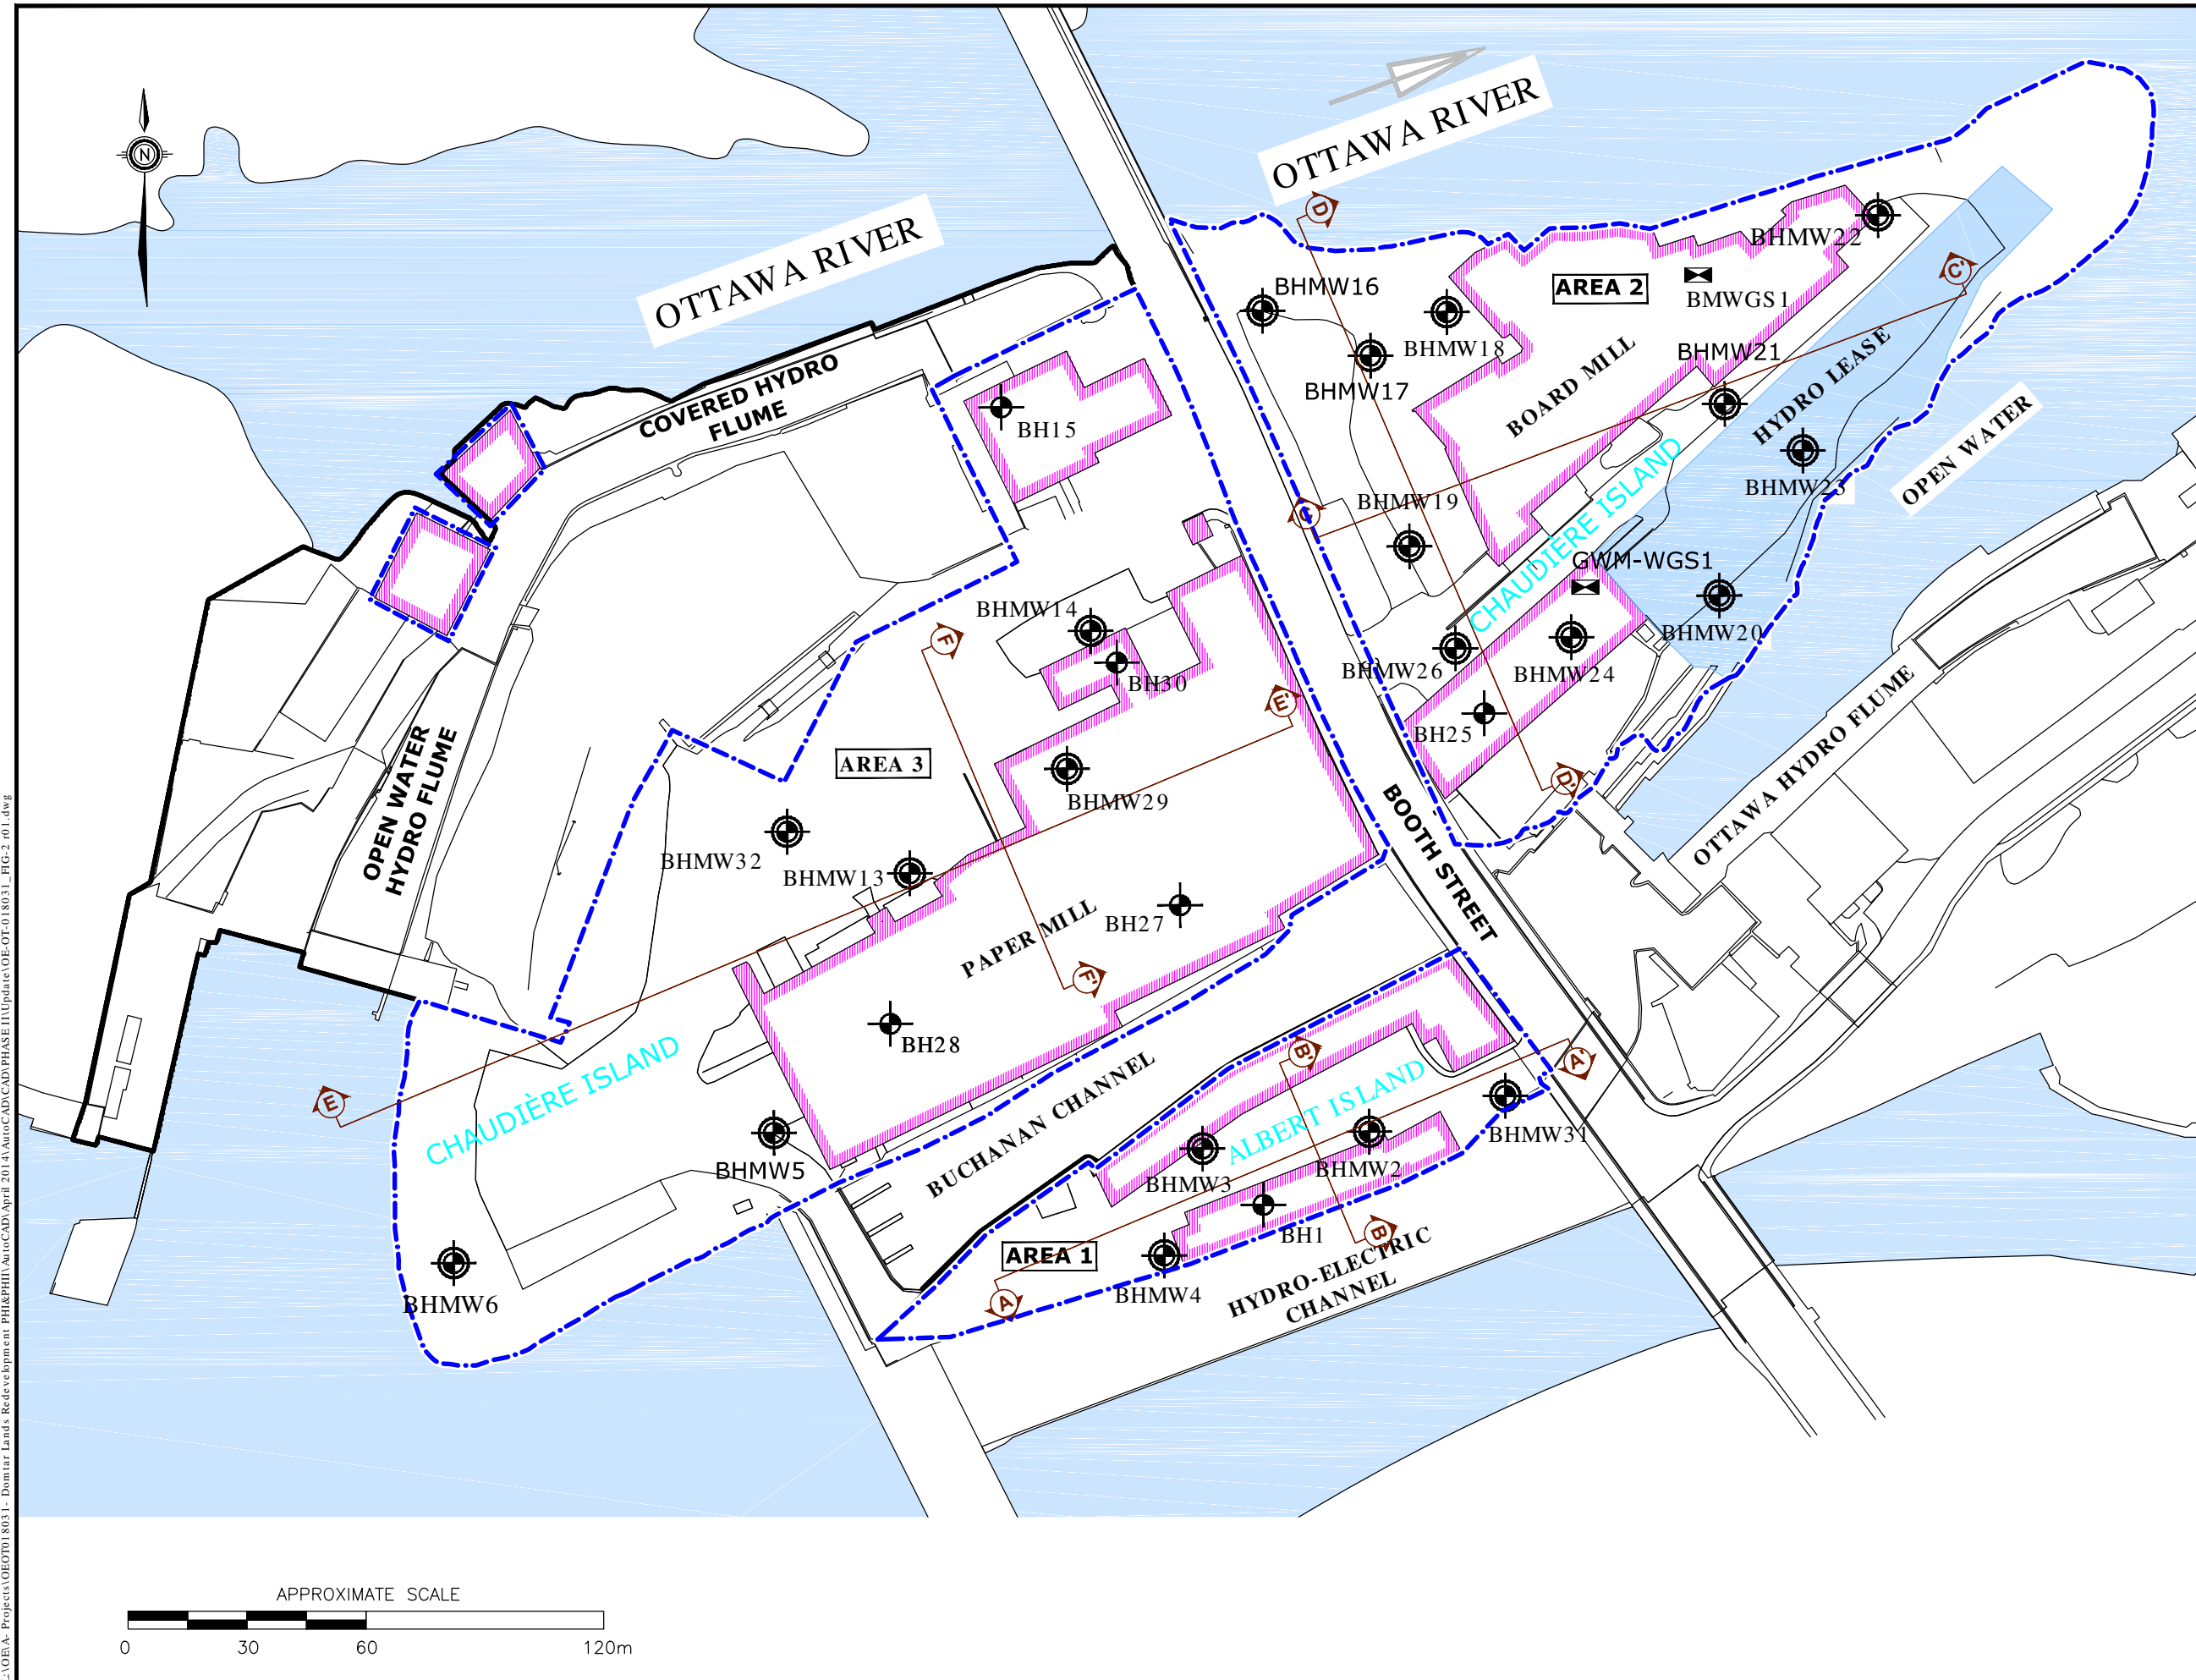 N
OTTAWA RIVER
OTTAWA RIVER
D
BHMW22
C'
BHMW16
AREA 2
BMWGS1
BHMW18
BHMW17
BHMW21
BOARD MILL
HYDRO LEASE
COVERED HYDRO
FLUME
BH15
OPEN WATER
BHMW23
BHMW19
C
CHAUDIÈRE ISLAND
GWM-WGS1
BHMW14
BHMW20
F
BH30
BHMW26
BHMW24
E'
BH25
OPEN WATER
HYDRO FLUME
AREA 3
D'
OTTAWA HYDRO FLUME
BHMW29
BOOTH STREET
BHMW32
BHMW13
BH27
PAPER MILL
F'
BH28
CHAUDIÈRE ISLAND
B'
A'
E
BUCHANAN CHANNEL
ALBERT ISLAND
BHMW31
BHMW5
BHMW3
BHMW2
BH1
B
AREA 1
HYDRO-ELECTRIC
CHANNEL
A
BHMW4
BHMW6
APPROXIMATE SCALE
0 30 60 120m